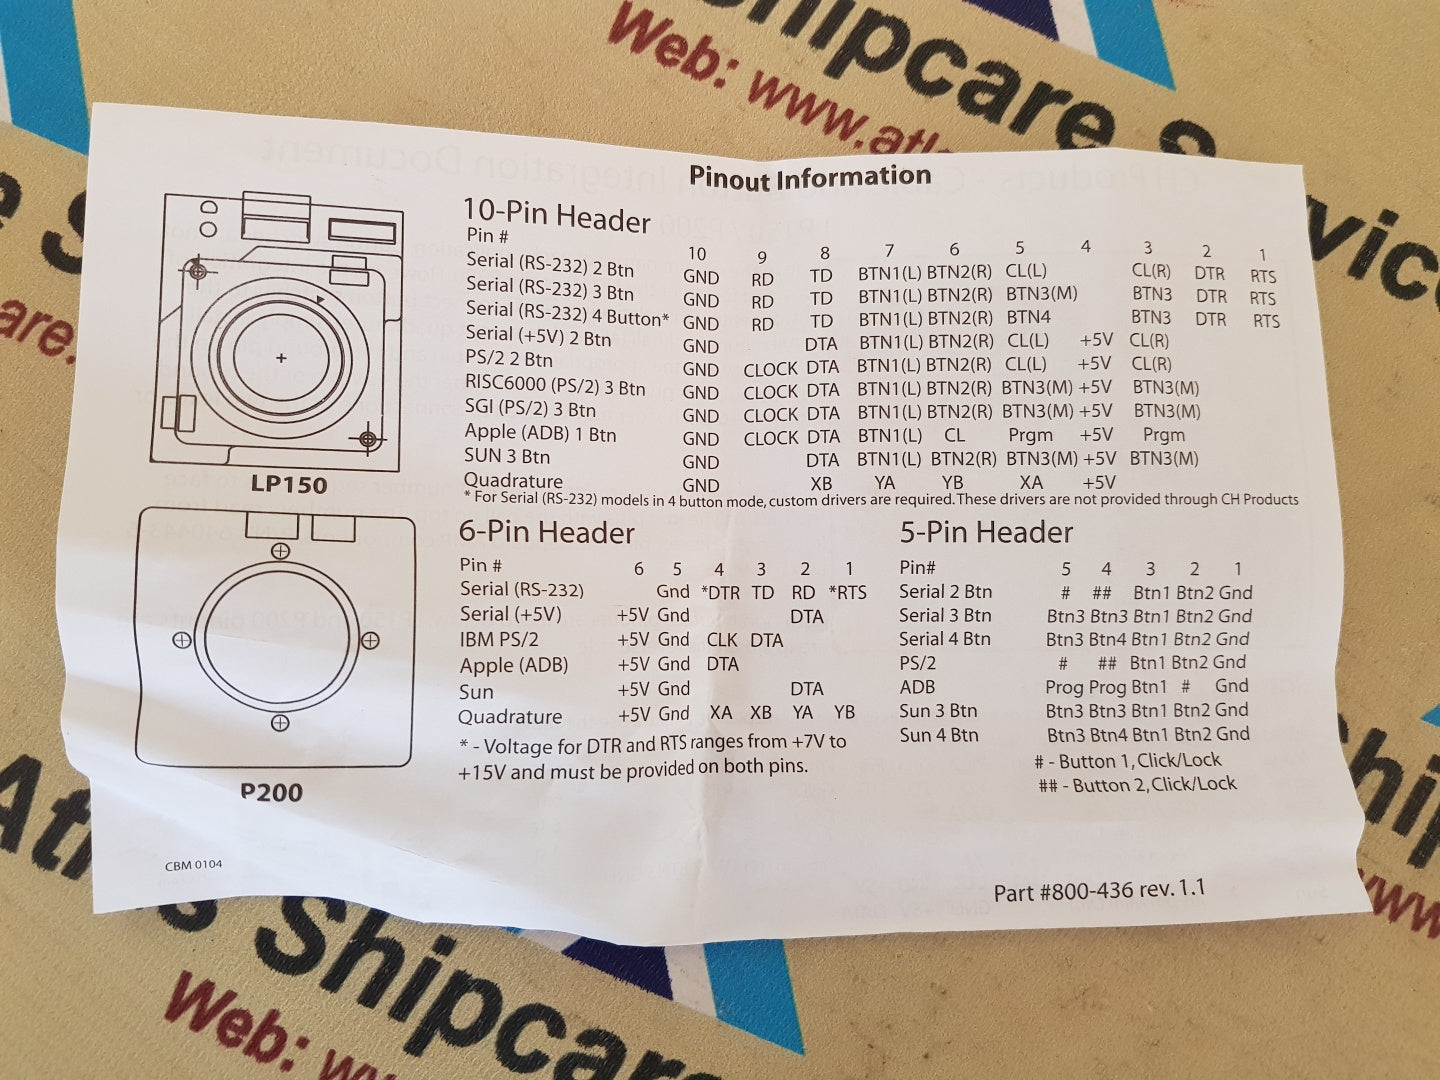 Shipcare S
Web: www.atl
Pinout Information
10-Pin Header
Pin # 10 9 8 7 6 5 4 3 2 1
Serial (RS-232) 2 Btn GND RD TD BTN1(L) BTN2(R) CL(L) CL(R) DTR RTS
Serial (RS-232) 3 Btn GND RD TD BTN1(L) BTN2(R) BTN3(M) BTN3 DTR RTS
Serial (RS-232) 4 Button* GND RD TD BTN1(L) BTN2(R) BTN4 BTN3 DTR RTS
Serial (+5V) 2 Btn GND DTA BTN1(L) BTN2(R) CL(L) +5V CL(R)
PS/2 2 Btn GND CLOCK DTA BTN1(L) BTN2(R) CL(L) +5V CL(R)
RISC6000 (PS/2) 3 Btn GND CLOCK DTA BTN1(L) BTN2(R) BTN3(M) +5V BTN3(M)
SGI (PS/2) 3 Btn GND CLOCK DTA BTN1(L) BTN2(R) BTN3(M) +5V BTN3(M)
Apple (ADB) 1 Btn GND CLOCK DTA BTN1(L) CL Prgm +5V Prgm
SUN 3 Btn GND DTA BTN1(L) BTN2(R) BTN3(M) +5V BTN3(M)
Quadrature GND XB YA YB XA +5V
* For Serial (RS-232) models in 4 button mode, custom drivers are required. These drivers are not provided through CH Products
LP150
6-Pin Header
Pin # 6 5 4 3 2 1
Serial (RS-232) Gnd *DTR TD RD *RTS
Serial (+5V) +5V Gnd DTA
IBM PS/2 +5V Gnd CLK DTA
Apple (ADB) +5V Gnd DTA
Sun +5V Gnd DTA
Quadrature +5V Gnd XA XB YA YB
* - Voltage for DTR and RTS ranges from +7V to
+15V and must be provided on both pins.
5-Pin Header
Pin# 5 4 3 2 1
Serial 2 Btn # ## Btn1 Btn2 Gnd
Serial 3 Btn Btn3 Btn3 Btn1 Btn2 Gnd
Serial 4 Btn Btn3 Btn4 Btn1 Btn2 Gnd
PS/2 # ## Btn1 Btn2 Gnd
ADB Prog Prog Btn1 # Gnd
Sun 3 Btn Btn3 Btn3 Btn1 Btn2 Gnd
Sun 4 Btn Btn3 Btn4 Btn1 Btn2 Gnd
# - Button 1, Click/Lock
## - Button 2, Click/Lock
P200
CBM 0104
Part #800-436 rev. 1.1
s Shipcare
Web: ww